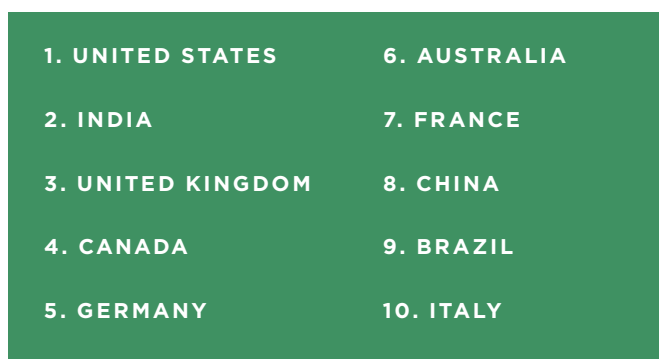 1. UNITED STATES
2. INDIA
3. UNITED KINGDOM
4. CANADA
5. GERMANY
6. AUSTRALIA
7. FRANCE
8. CHINA
9. BRAZIL
10. ITALY